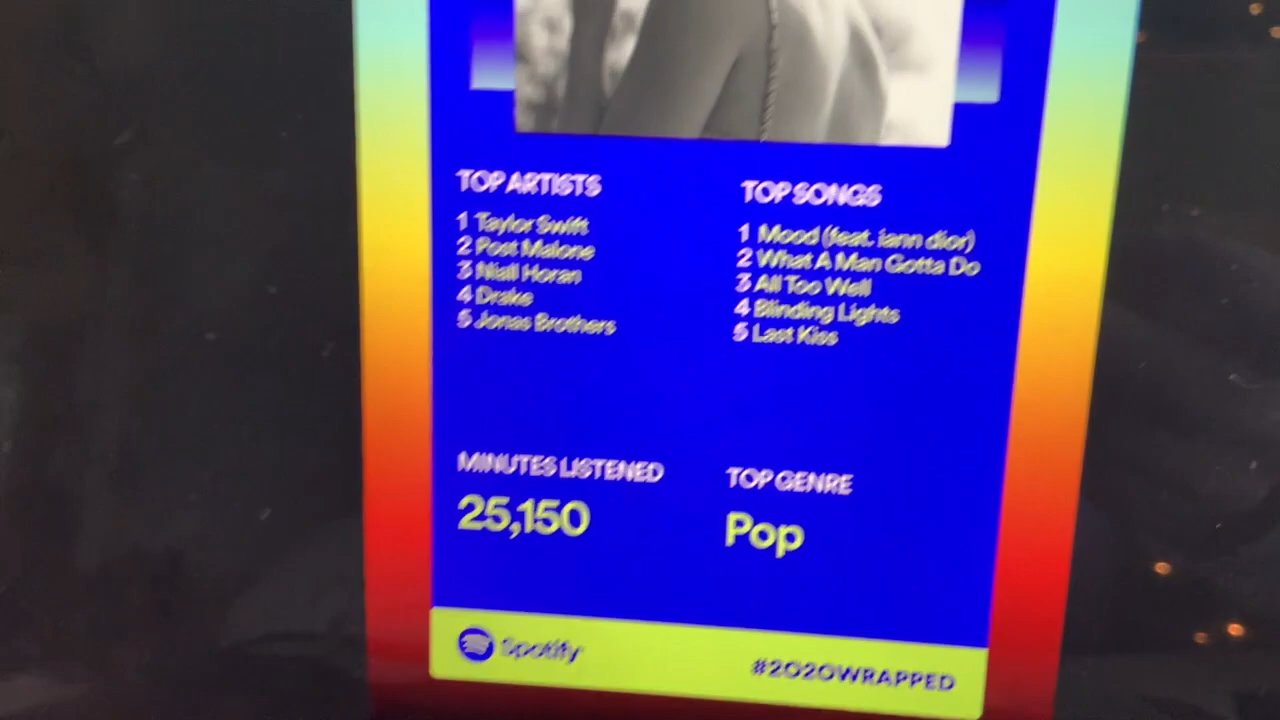 TOP ARTISTS
1 Taylor Swift
2 Post Malone
3 Niall Horan
4 Drake
5 Jonas Brothers
TOP SONGS
1 Mood (feat. iann dior)
2 What A Man Gotta Do
3 All Too Well
4 Blinding Lights
5 Last Kiss
MINUTES LISTENED
25,150
TOP GENRE
Pop
Spotify
#2020WRAPPED